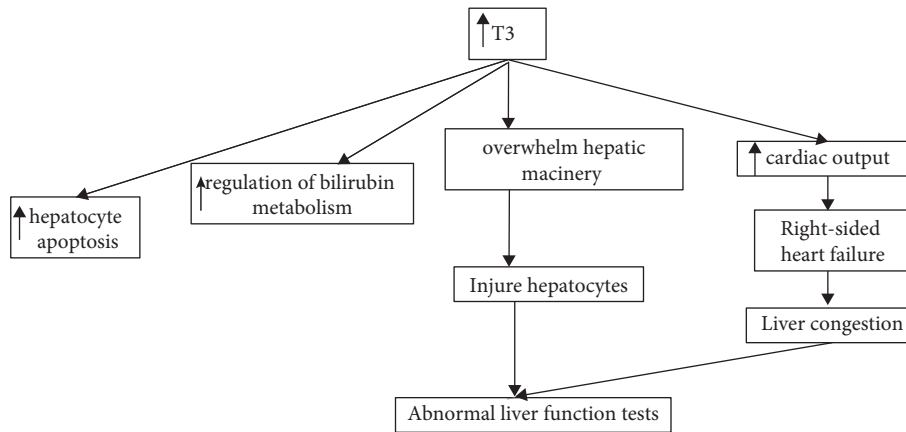 T3
overwhelm hepatic
macinery
cardiac output
regulation of bilirubin
metabolism
hepatocyte
apoptosis
Right-sided
heart failure
Injure hepatocytes
Liver congestion
Abnormal liver function tests